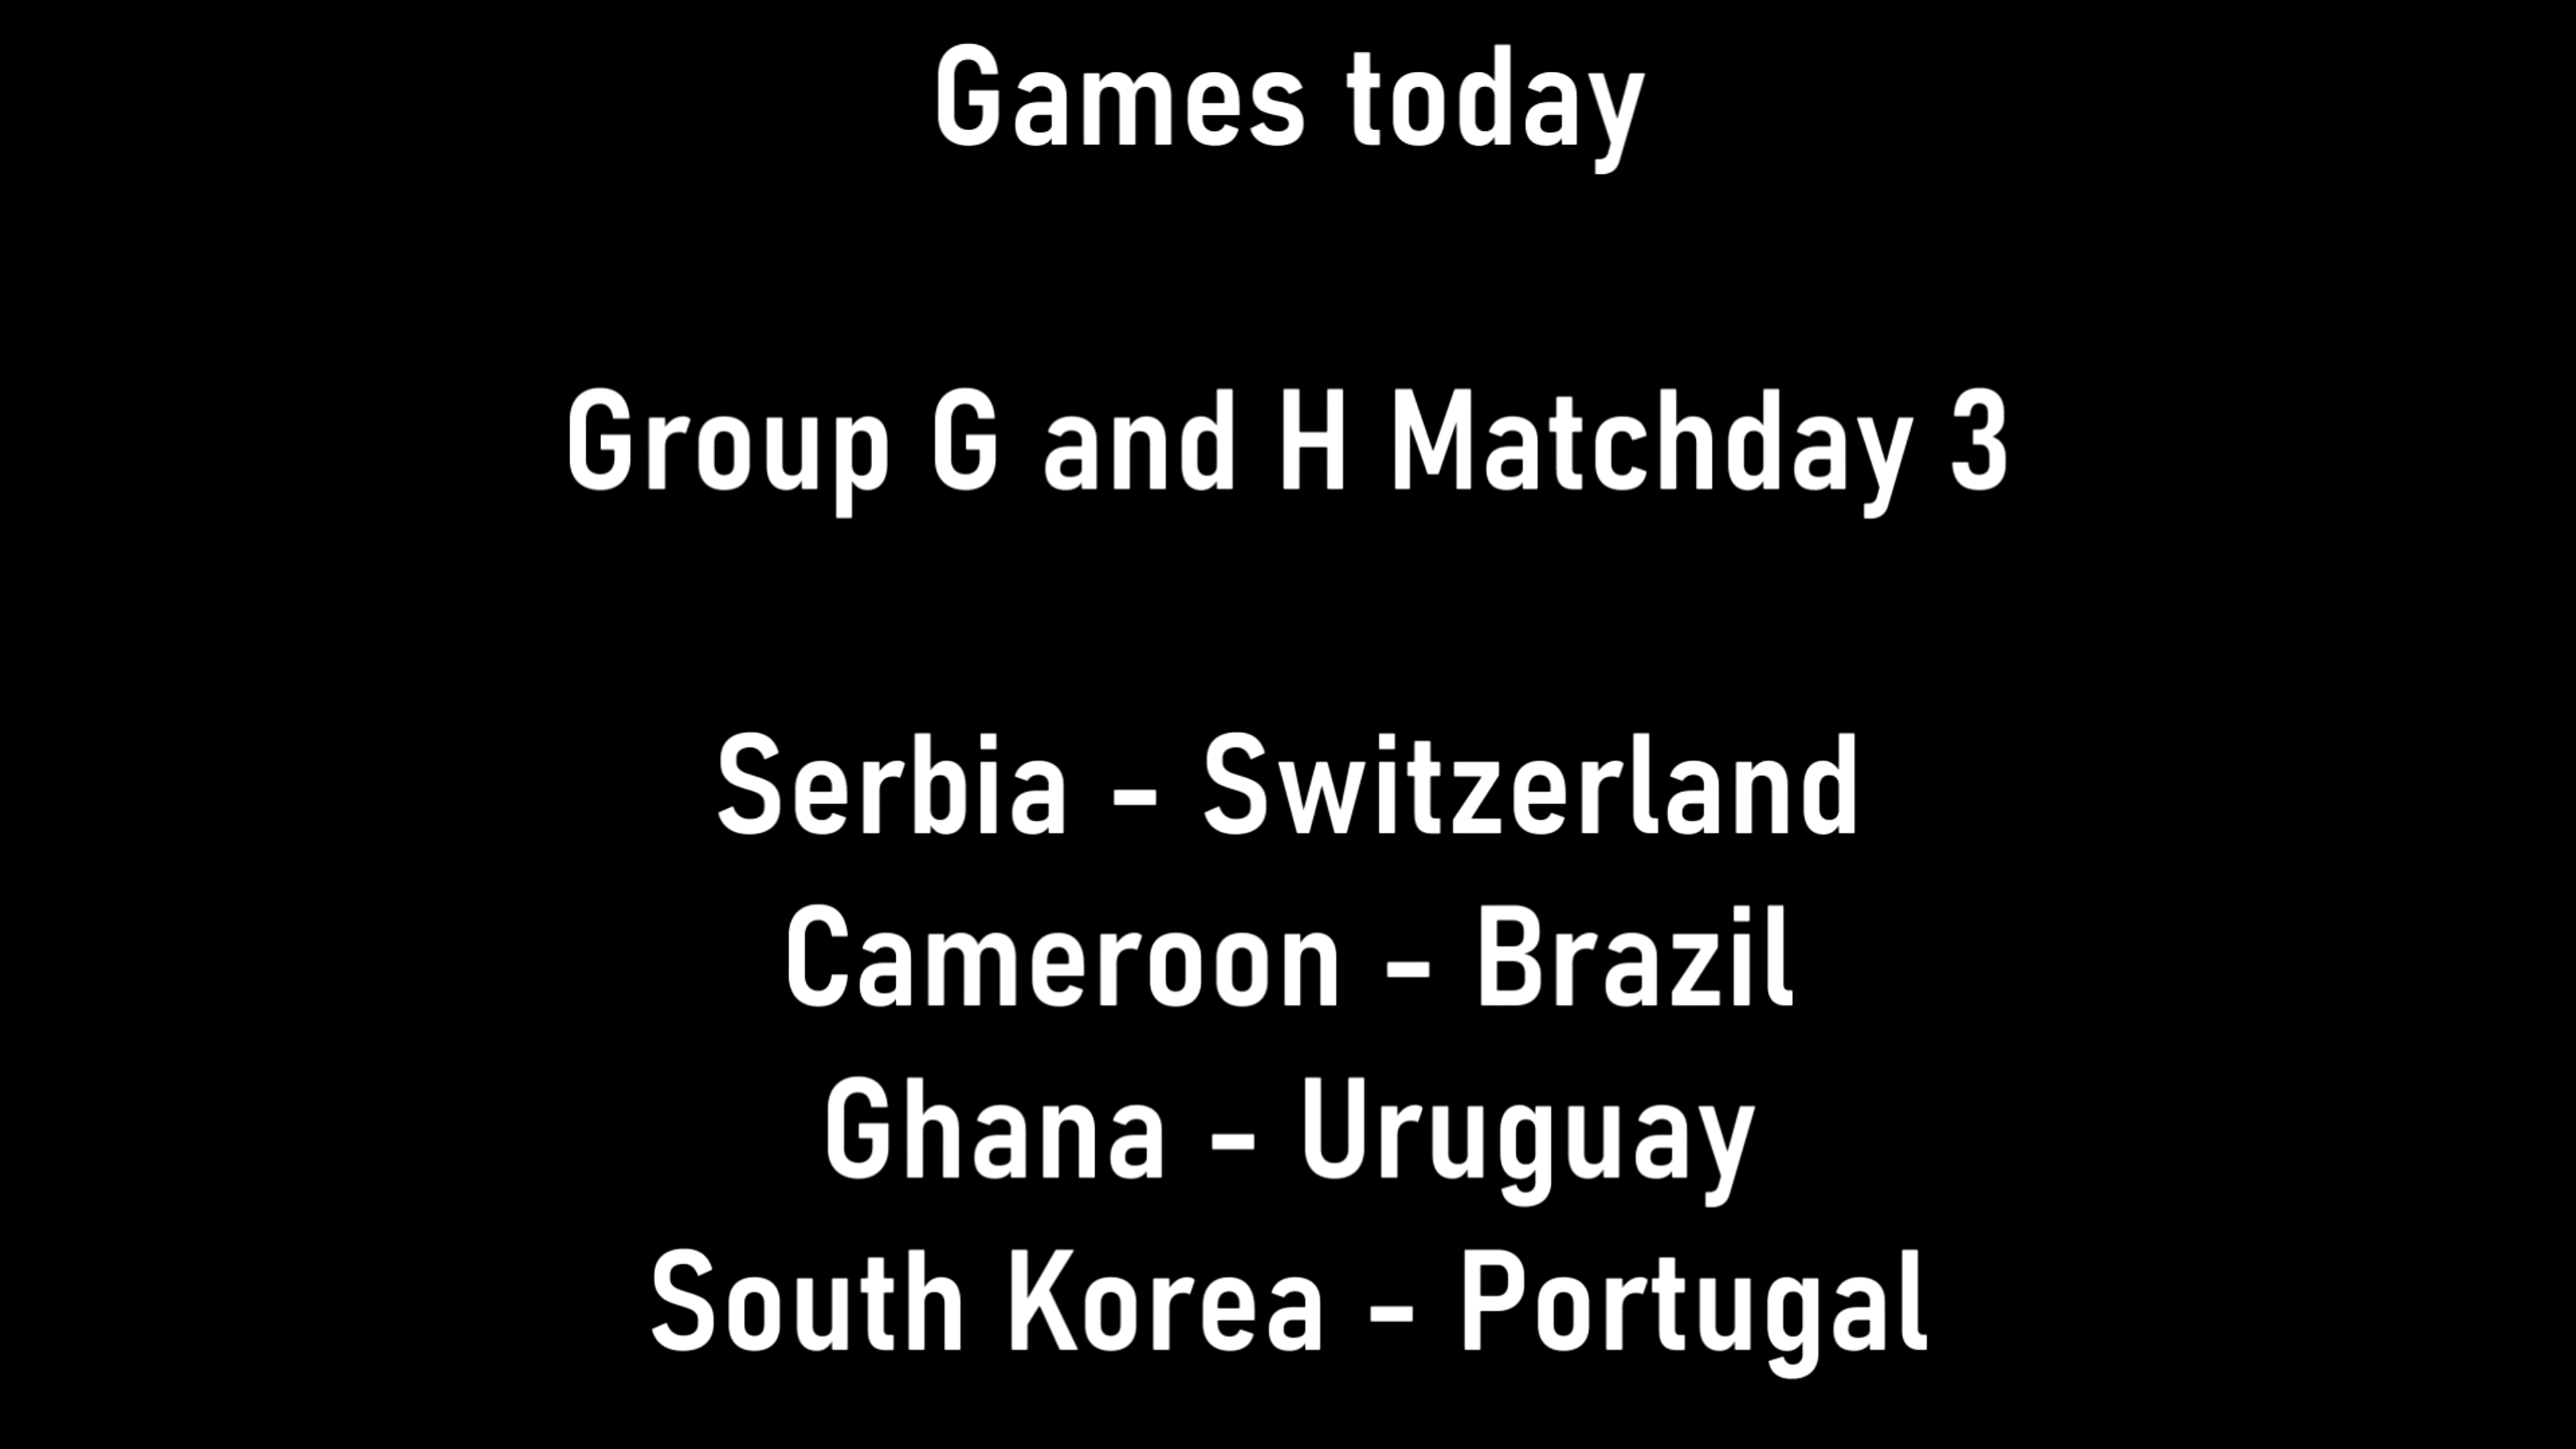 Games today
Group G and H Matchday 3
Serbia - Switzerland
Cameroon - Brazil
Ghana - Uruguay
South Korea - Portugal